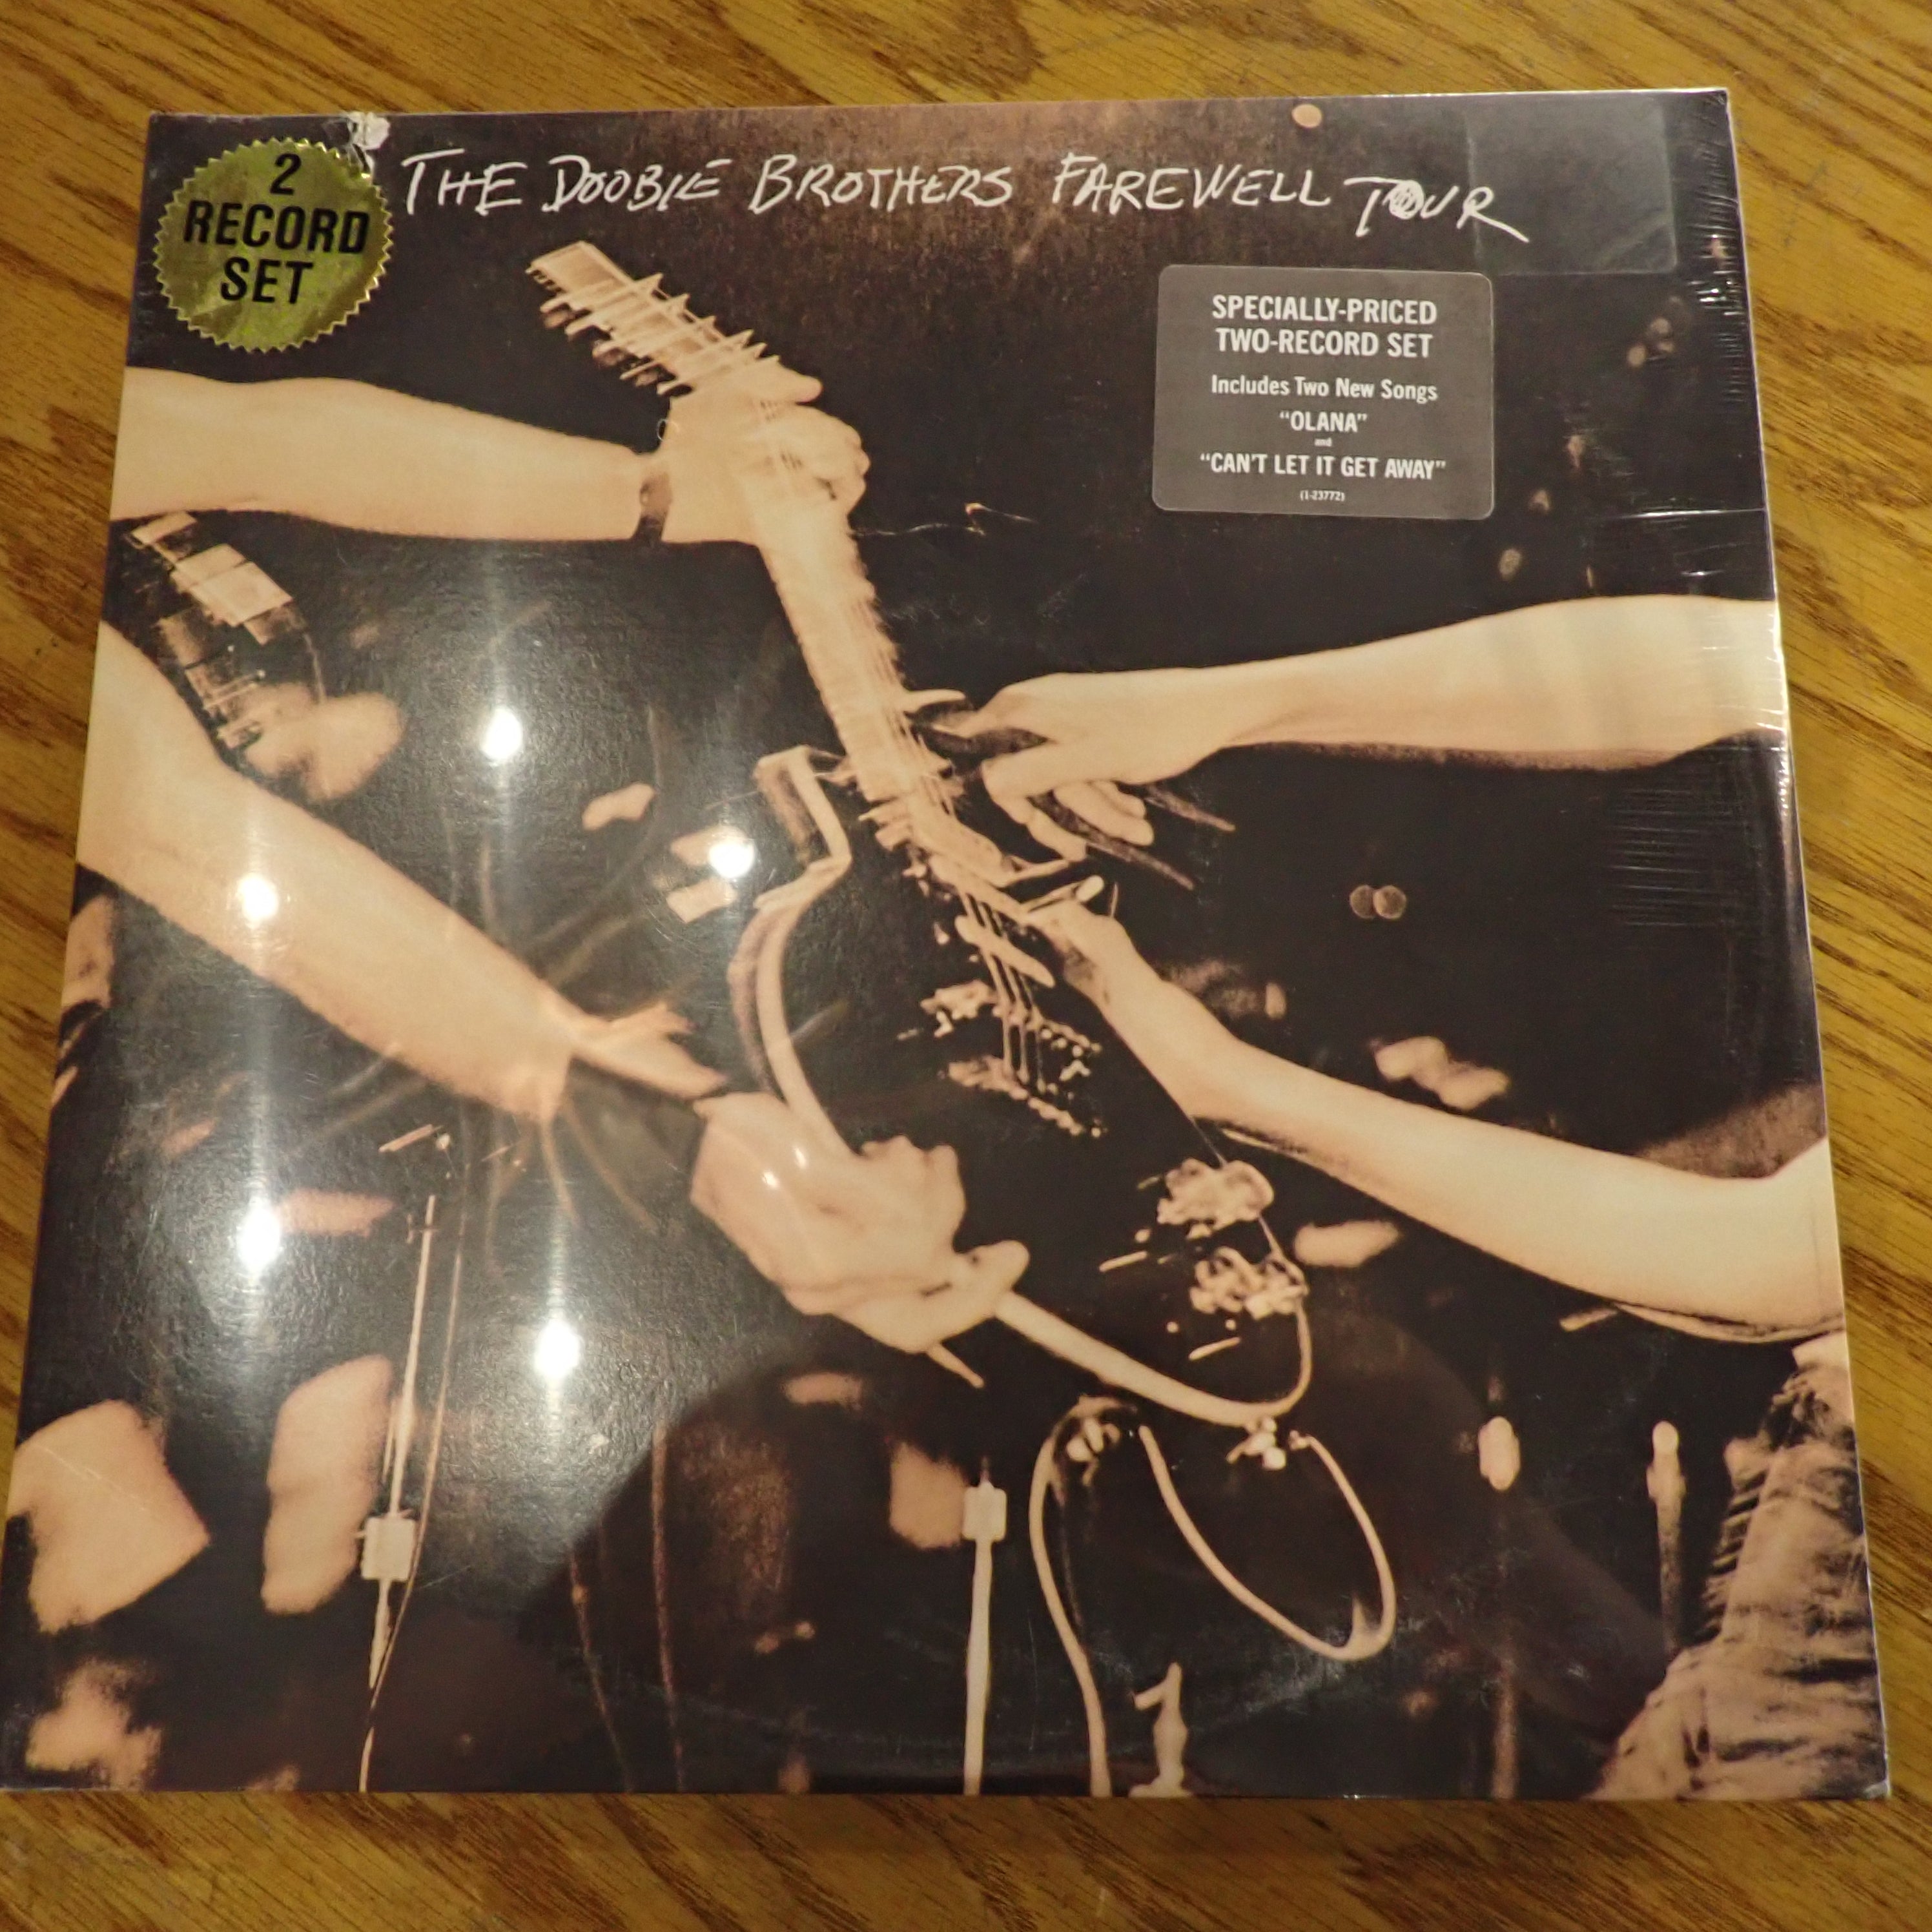 2
RECORD
SET
THE DOOBIE BROTHERS FAREWELL TOUR
SPECIALLY-PRICED
TWO-RECORD SET
Includes Two New Songs
“OLANA”
and
“CAN'T LET IT GET AWAY”
(1-23772)
1